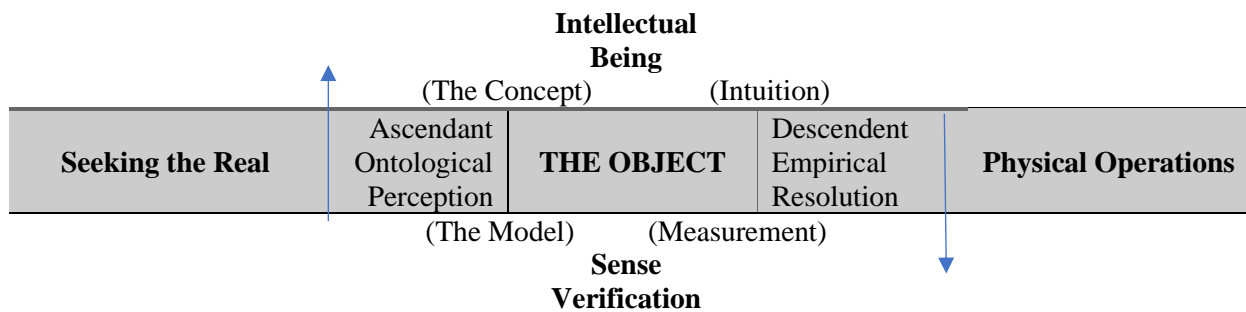 Intellectual
Being
(The Concept) (Intuition)
Ascendant Descendent
Seeking the Real Ontological THE OBJECT Empirical Physical Operations
Perception Resolution
(The Model) (Measurement)
Sense
Verification